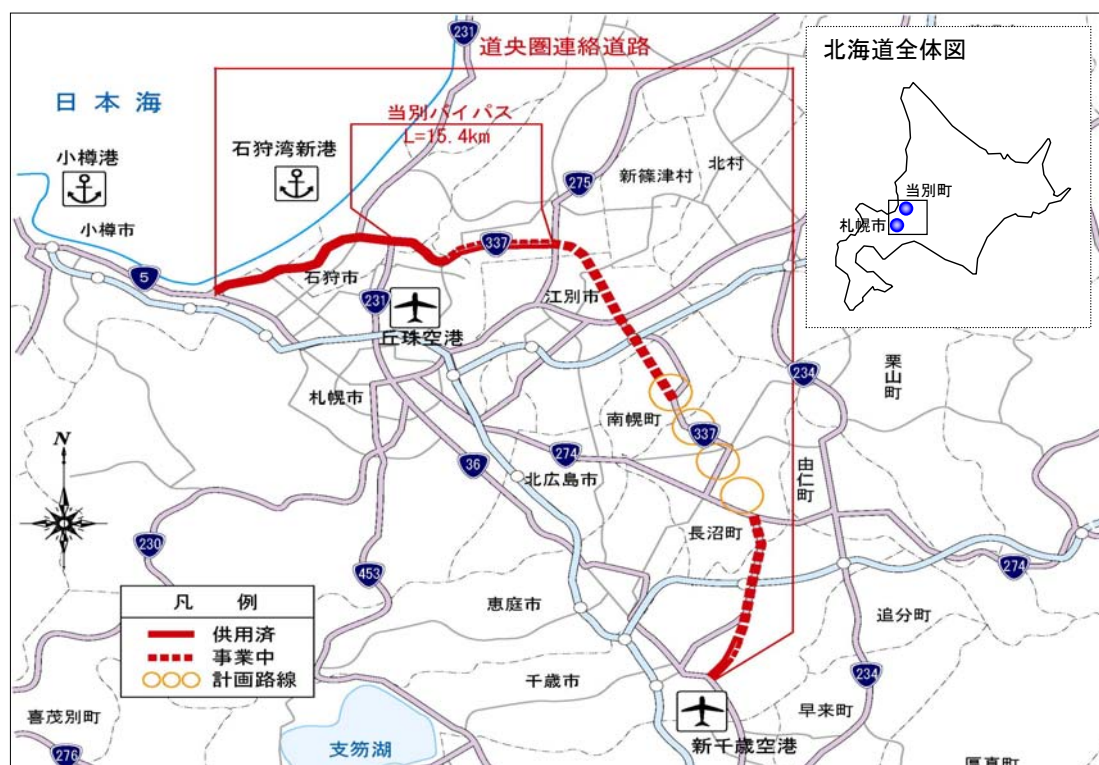 231
道央圏連絡道路
北海道全体図
日本海
当別バイパス
L=15.4km
小樽港
石狩湾新港
275
新篠津村
北村
当別町
札幌市
小樽市
337
5
石狩市
231
江別市
丘珠空港
234
栗山町
札幌市
南幌町
337
N
274
36
北広島市
由仁町
長沼町
230
453
274
凡 例
供用済
事業中
計画路線
恵庭市
追分町
千歳市
234
喜茂別町
早来町
支笏湖
新千歳空港
276
厚真町